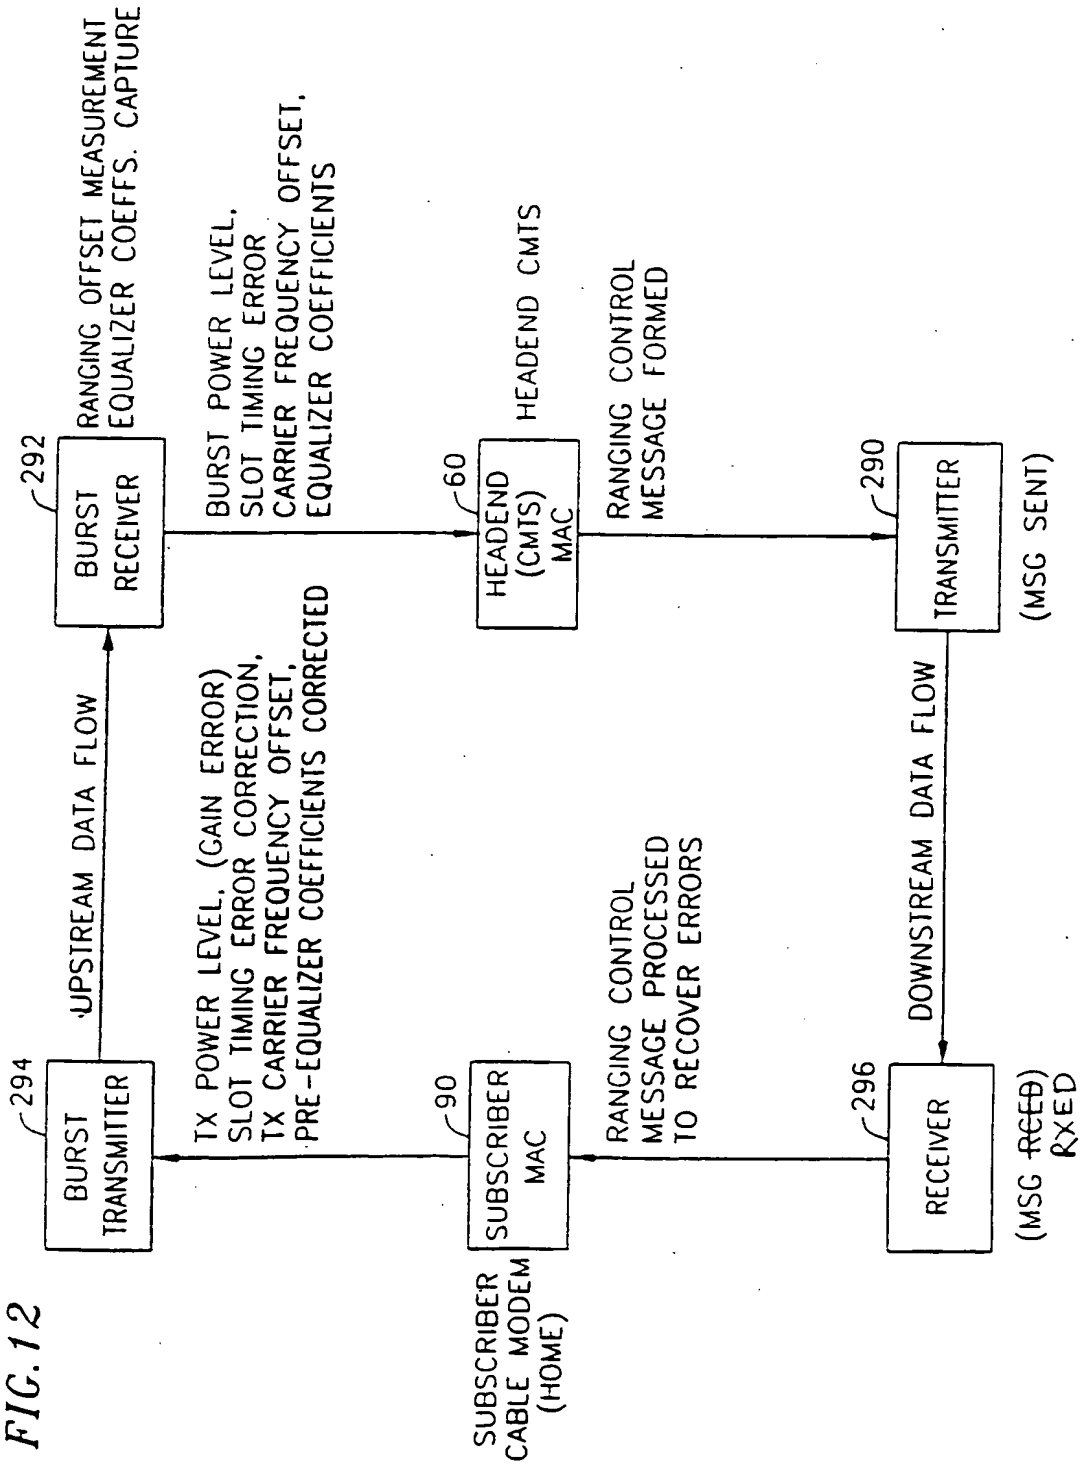 FIG.12
294
BURST
TRANSMITTER
UPSTREAM DATA FLOW
292
BURST
RECEIVER
RANGING OFFSET MEASUREMENT
EQUALIZER COEFFS. CAPTURE
TX POWER LEVEL, (GAIN ERROR)
SLOT TIMING ERROR CORRECTION,
TX CARRIER FREQUENCY OFFSET,
PRE-EQUALIZER COEFFICIENTS CORRECTED
BURST POWER LEVEL,
SLOT TIMING ERROR
CARRIER FREQUENCY OFFSET,
EQUALIZER COEFFICIENTS
SUBSCRIBER
CABLE MODEM
(HOME)
90
SUBSCRIBER
MAC
60
HEADEND
(CMTS)
MAC
HEADEND CMTS
RANGING CONTROL
MESSAGE PROCESSED
TO RECOVER ERRORS
RANGING CONTROL
MESSAGE FORMED
296
RECEIVER
(MSG RCED)
RXED
DOWNSTREAM DATA FLOW
290
TRANSMITTER
(MSG SENT)